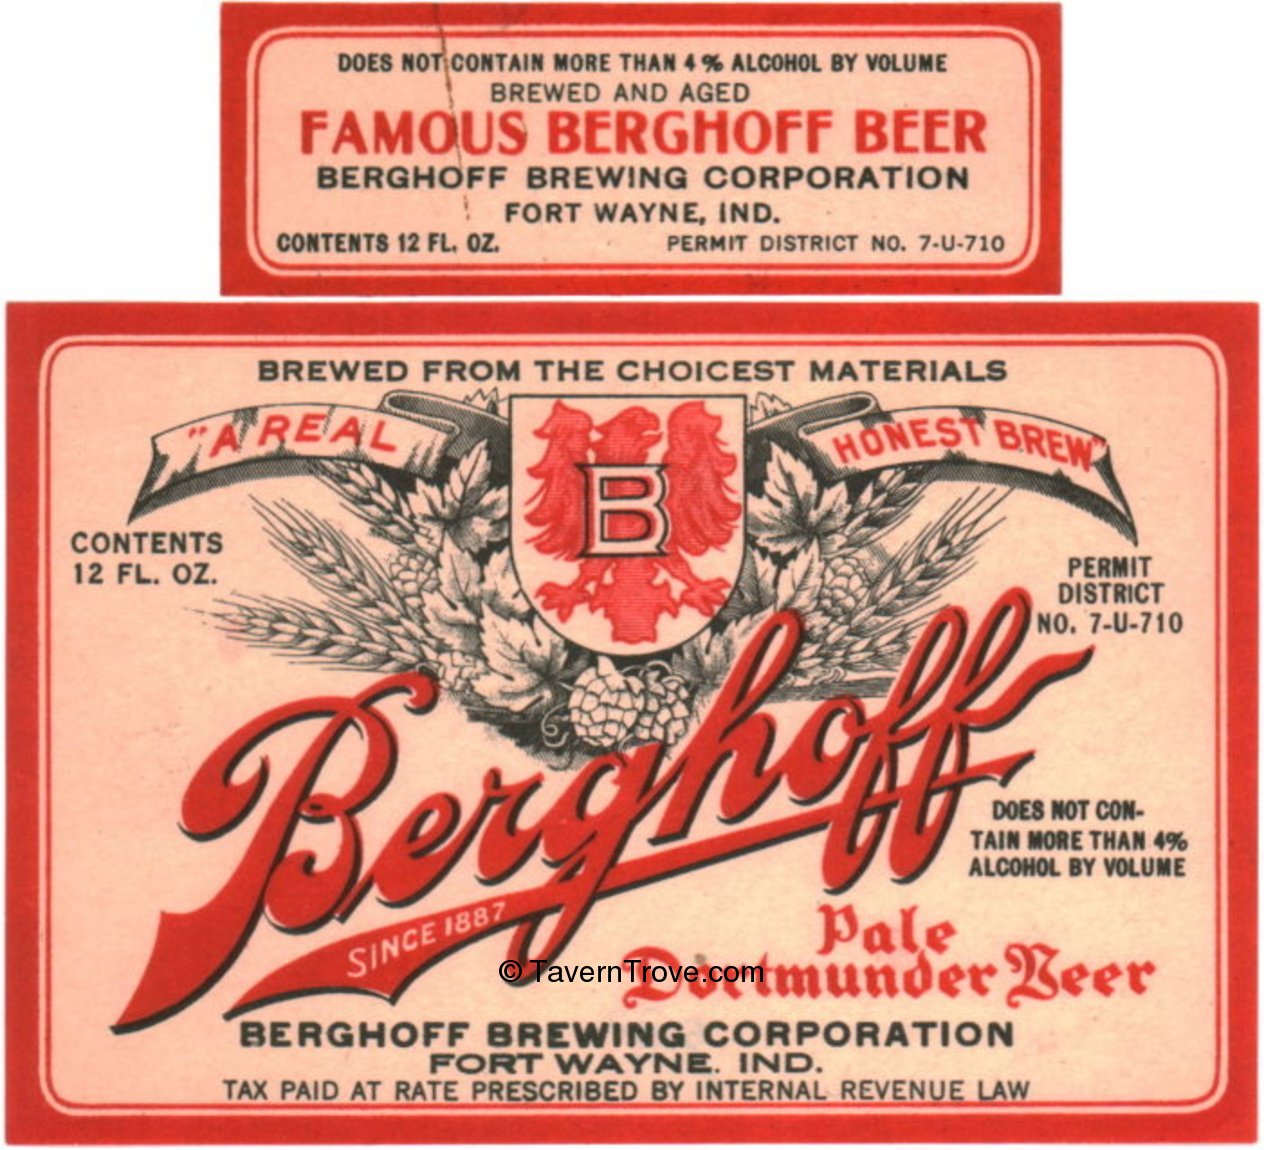 DOES NOT CONTAIN MORE THAN 4% ALCOHOL BY VOLUME
BREWED AND AGED
FAMOUS BERGHOFF BEER
BERGHOFF BREWING CORPORATION
FORT WAYNE, IND.
CONTENTS 12 FL. OZ.
PERMIT DISTRICT NO. 7-U-710
BREWED FROM THE CHOICEST MATERIALS
"A REAL
HONEST BREW"
B
CONTENTS
12 FL. OZ.
PERMIT
DISTRICT
NO. 7-U-710
Berghoff
SINCE 1887
DOES NOT CON-
TAIN MORE THAN 4%
ALCOHOL BY VOLUME
Pale
Dortmunder Beer
© TavernTrove.com
BERGHOFF BREWING CORPORATION
FORT WAYNE. IND.
TAX PAID AT RATE PRESCRIBED BY INTERNAL REVENUE LAW